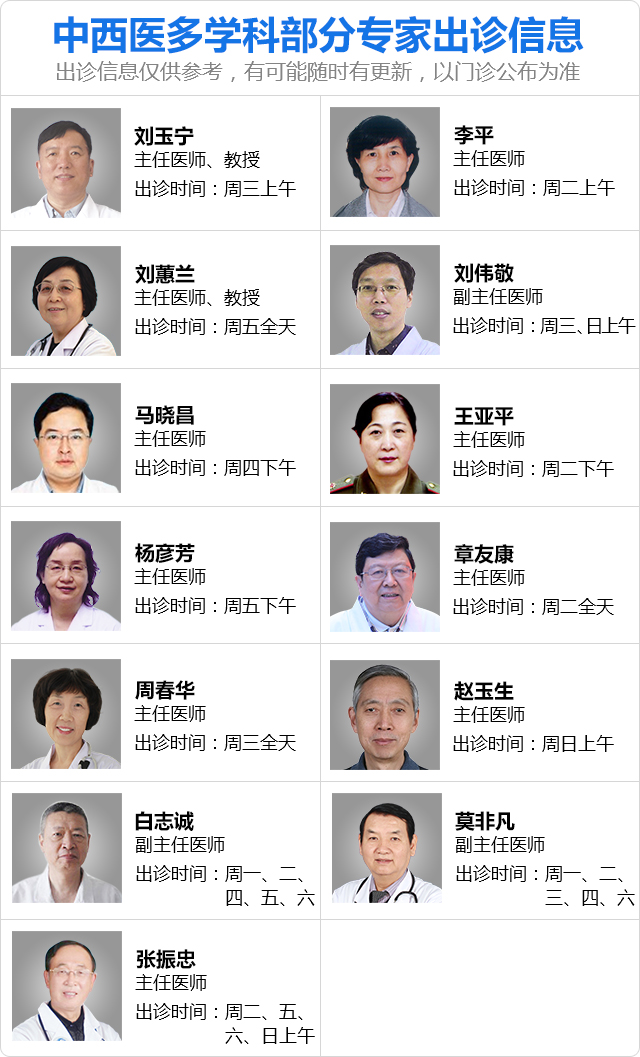 中西医多学科部分专家出诊信息
出诊信息仅供参考，有可能随时有更新，以门诊公布为准
刘玉宁
主任医师、教授
出诊时间：周三上午
李平
主任医师
出诊时间：周二上午
刘蕙兰
主任医师、教授
出诊时间：周五全天
刘伟敬
副主任医师
出诊时间：周三、日上午
马晓昌
主任医师
出诊时间：周四下午
王亚平
主任医师
出诊时间：周二下午
杨彦芳
主任医师
出诊时间：周五下午
章友康
主任医师
出诊时间：周二全天
周春华
主任医师
出诊时间：周三全天
赵玉生
主任医师
出诊时间：周日上午
白志诚
副主任医师
出诊时间：周一、二、
四、五、六
莫非凡
副主任医师
出诊时间：周一、二、
三、四、六
张振忠
主任医师
出诊时间：周二、五、
六、日上午